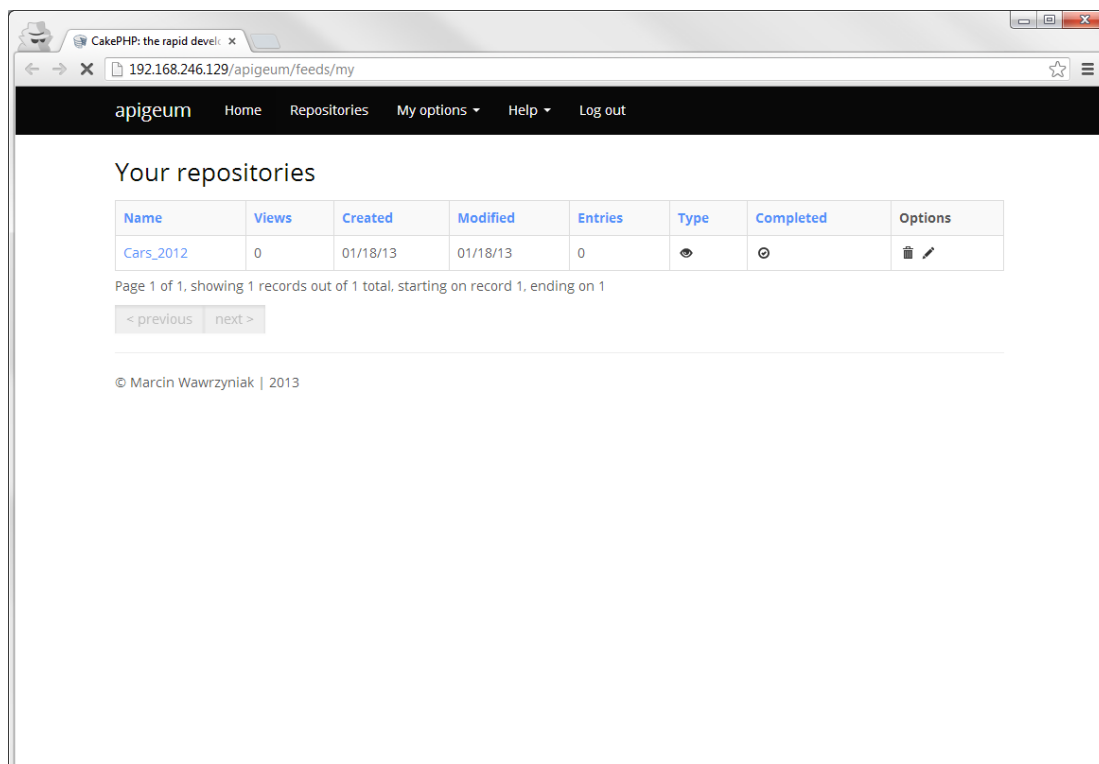 CakePHP: the rapid develo
192.168.246.129/apigeum/feeds/my
apigeum Home Repositories My options Help Log out
Your repositories
Name Views Created Modified Entries Type Completed Options
Cars_2012 0 01/18/13 01/18/13 0
Page 1 of 1, showing 1 records out of 1 total, starting on record 1, ending on 1
< previous next >
© Marcin Wawrzyniak | 2013